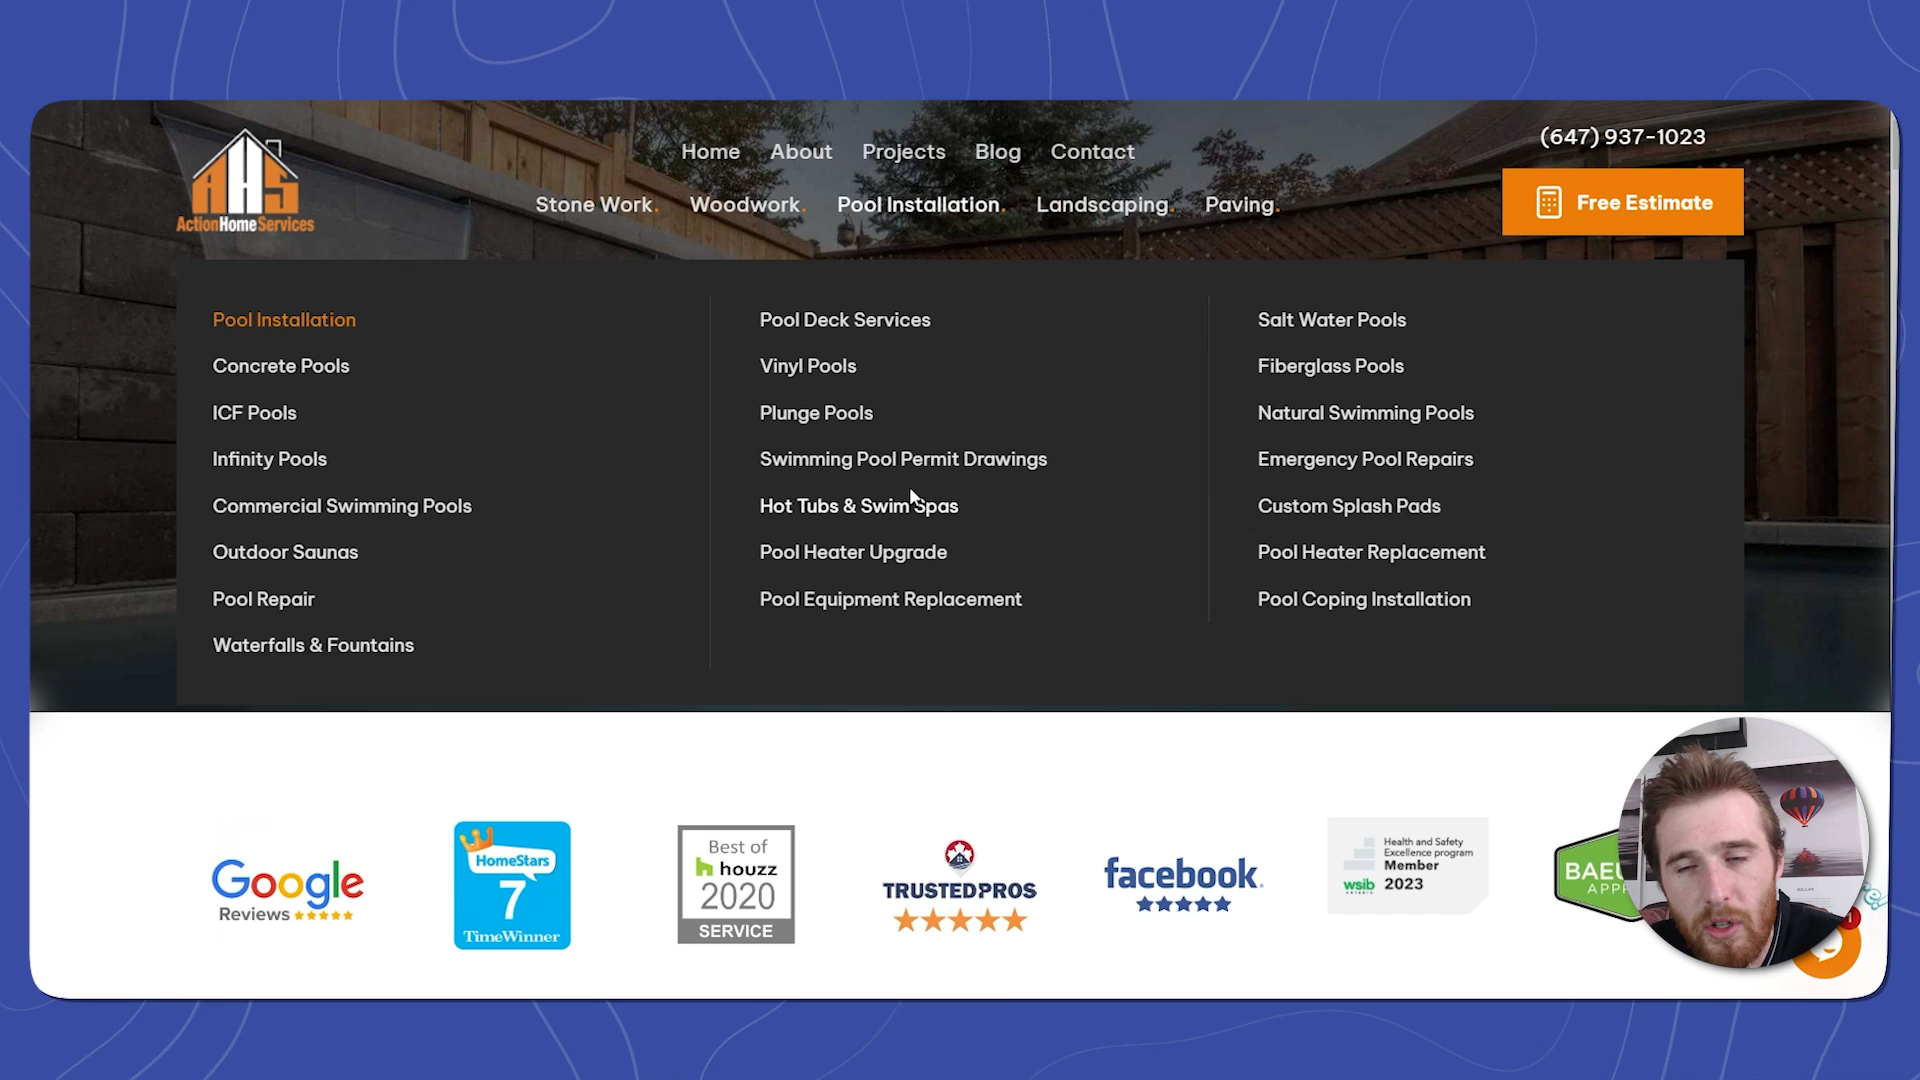 AHS
ActionHomeServices
Home
About
Projects
Blog
Contact
(647) 937-1023
Stone Work.
Woodwork.
Pool Installation.
Landscaping.
Paving.
Free Estimate
Pool Installation
Concrete Pools
ICF Pools
Infinity Pools
Commercial Swimming Pools
Outdoor Saunas
Pool Repair
Waterfalls & Fountains
Pool Deck Services
Vinyl Pools
Plunge Pools
Swimming Pool Permit Drawings
Hot Tubs & Swim Spas
Pool Heater Upgrade
Pool Equipment Replacement
Salt Water Pools
Fiberglass Pools
Natural Swimming Pools
Emergency Pool Repairs
Custom Splash Pads
Pool Heater Replacement
Pool Coping Installation
Google
Reviews
HomeStars
7
TimeWinner
Best of
houzz
2020
SERVICE
TRUSTEDPROS
facebook.
Health and Safety
Excellence program
Member
wsib
ONTARIO
2023